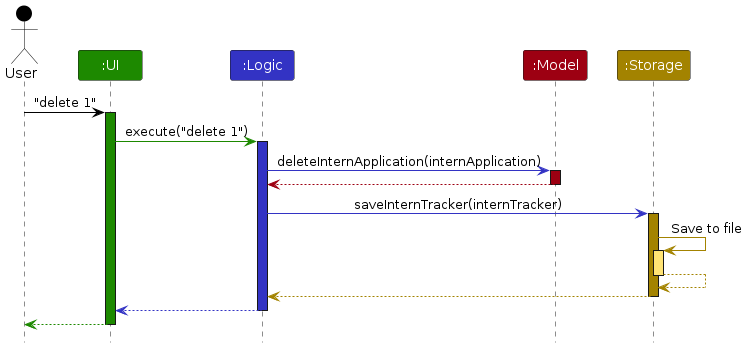 User
:UI
:Logic
:Model
:Storage
"delete 1"
execute("delete 1")
deleteInternApplication(internApplication)
saveInternTracker(internTracker)
Save to file